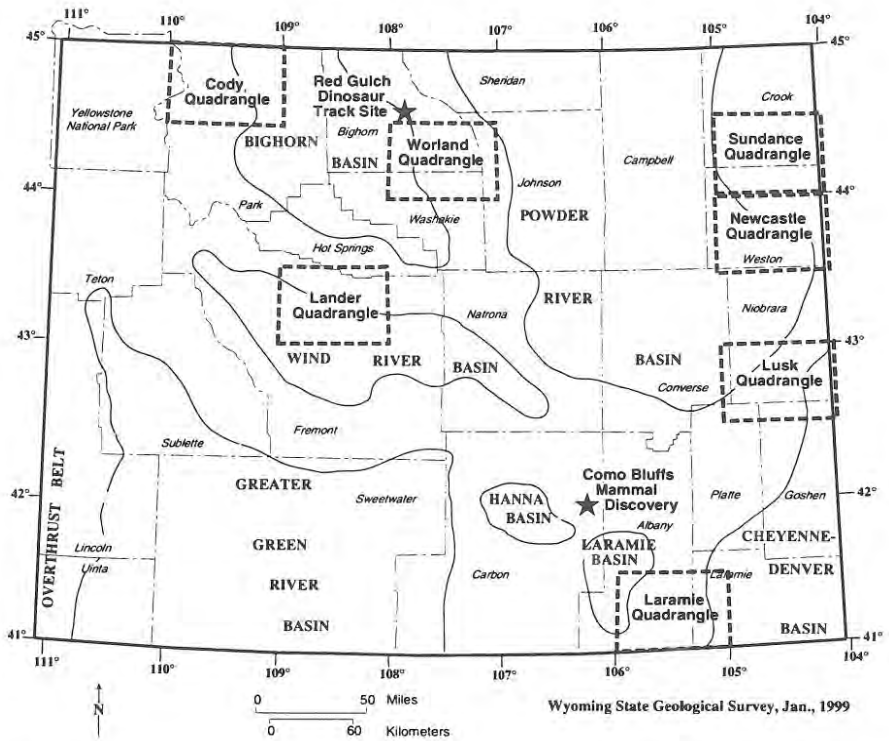 110° 109° 108° 107° 106° 105° 104°
45° 111° 45°
Cody
Quadrangle
Red Gulch
Dinosaur
Track Site
Sheridan
Crook
Yellowstone
National Park
BIGHORN
Bighorn
BASIN
Worland
Quadrangle
Campbell
Sundance
Quadrangle
44° 44°
Park
Washakie
Johnson
POWDER
Newcastle
Quadrangle
Hot Springs
Weston
Teton
Lander
Quadrangle
Natrona
RIVER
Niobrara
43° 43°
WIND RIVER BASIN
BASIN
Converse
Lusk
Quadrangle
Sublette
Fremont
GREATER
Sweetwater
HANNA
BASIN
Como Bluffs
Mammal
Discovery
Platte
Goshen
42° 42°
OVERTHRUST BELT
GREEN
RIVER
BASIN
Albany
LARAMIE
BASIN
CHEYENNE-
DENVER
BASIN
Lincoln
Uinta
Carbon
Laramie
Laramie
Quadrangle
41° 41°
111° 110° 109° 108° 107° 106° 105° 104°
N
0 50 Miles
0 60 Kilometers
Wyoming State Geological Survey, Jan., 1999